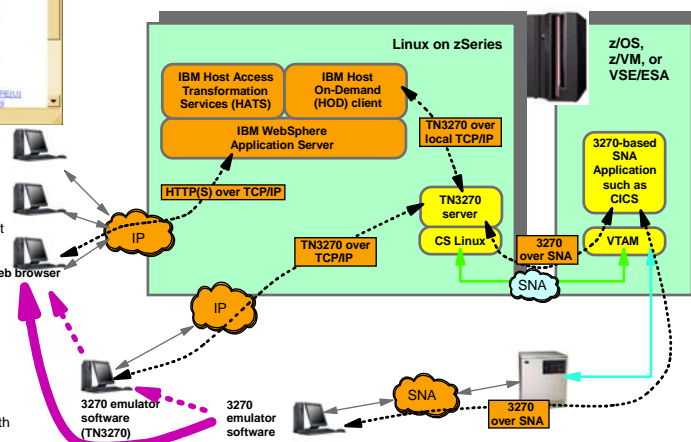 Linux on zSeries
z/OS,
z/VM, or
VSE/ESA
IBM Host Access
Transformation
Services (HATS)
IBM Host
On-Demand
(HOD) client
IBM WebSphere
Application Server
TN3270 over
local TCP/IP
3270-based
SNA
Application
such as
CICS
HTTP(S) over TCP/IP
TN3270
server
IP
TN3270 over
TCP/IP
CS Linux
3270
over SNA
VTAM
eb browser
SNA
IP
3270 emulator
software
(TN3270)
3270
emulator
software
SNA
3270
over SNA
th